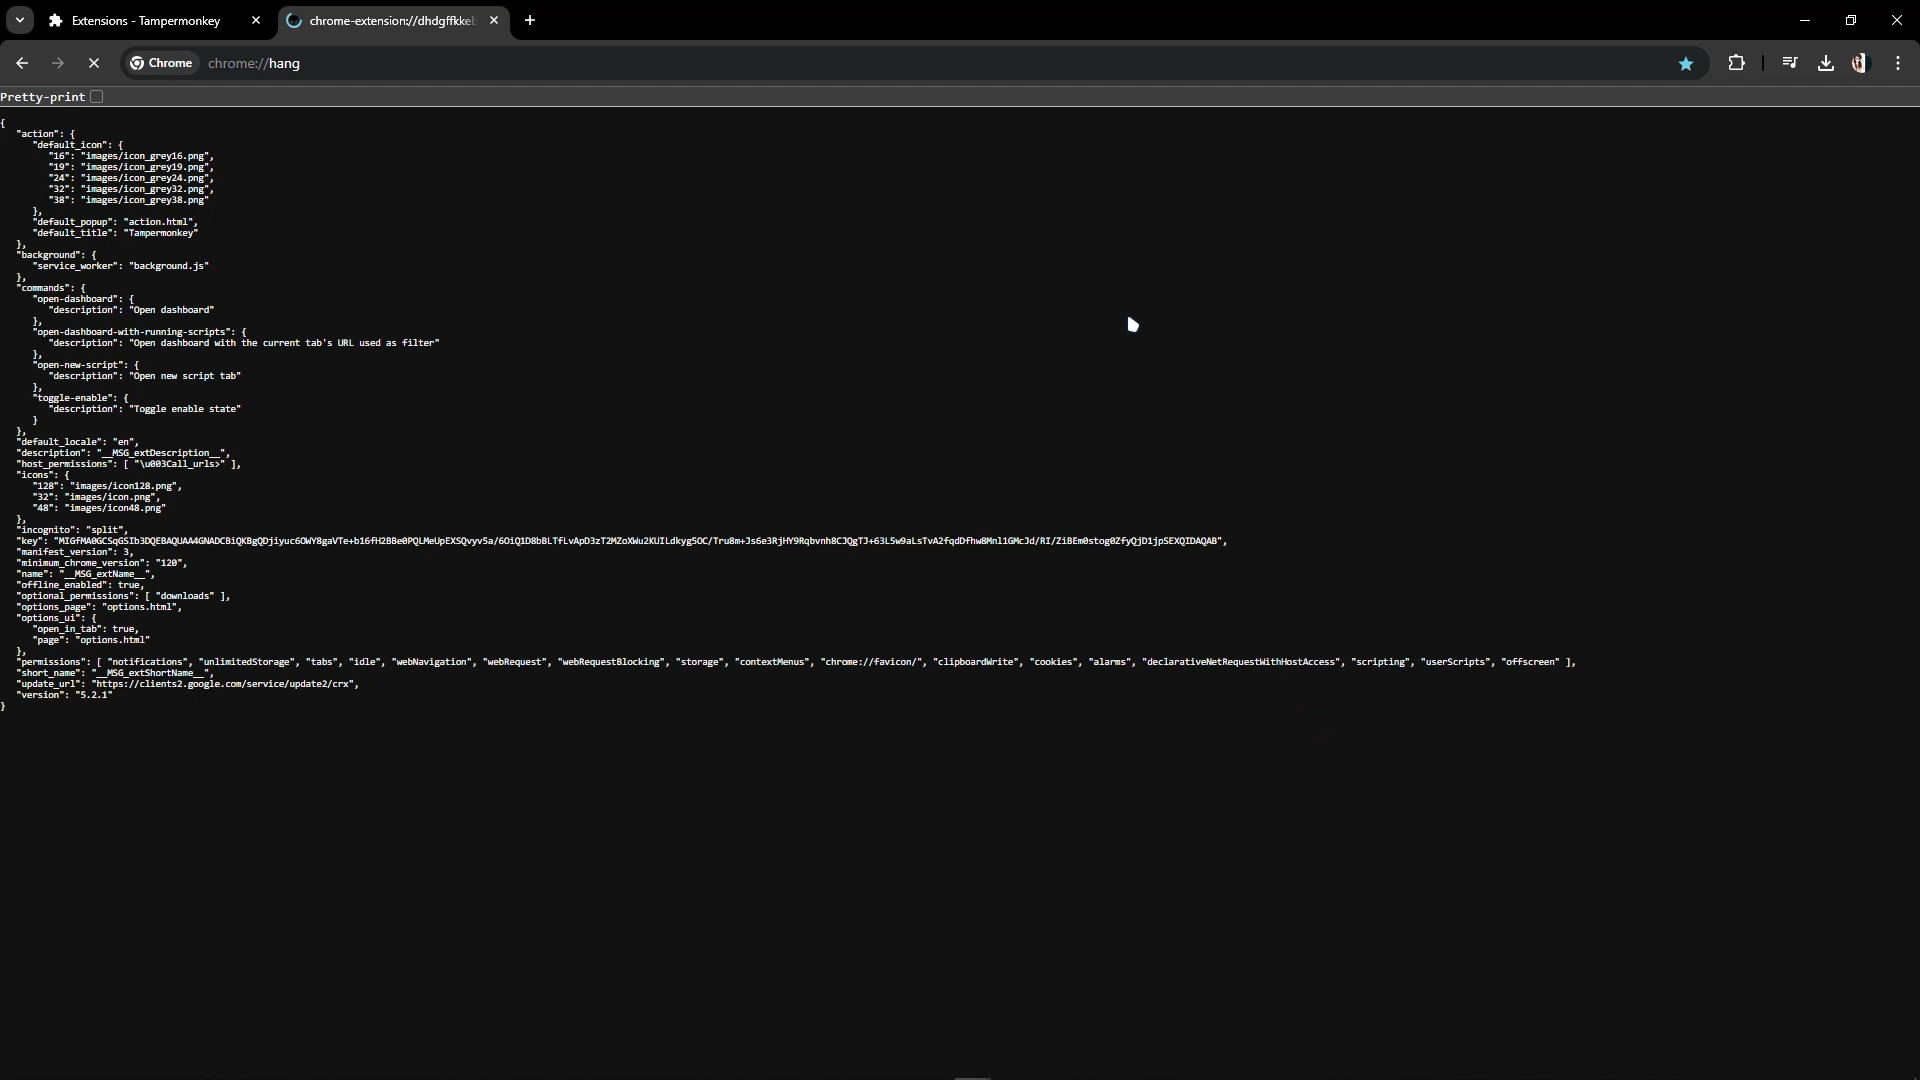 Extensions - Tampermonkey
chrome-extension://dhdgffkkeb
Chrome
chrome://hang
Pretty-print
{
"action": {
"default_icon": {
"16": "images/icon_grey16.png",
"19": "images/icon_grey19.png",
"24": "images/icon_grey24.png",
"32": "images/icon_grey32.png",
"38": "images/icon_grey38.png"
},
"default_popup": "action.html",
"default_title": "Tampermonkey"
},
"background": {
"service_worker": "background.js"
},
"commands": {
"open-dashboard": {
"description": "Open dashboard"
},
"open-dashboard-with-running-scripts": {
"description": "Open dashboard with the current tab's URL used as filter"
},
"open-new-script": {
"description": "Open new script tab"
},
"toggle-enable": {
"description": "Toggle enable state"
}
},
"default_locale": "en",
"description": "__MSG_extDescription__",
"host_permissions": [ "\u003Call_urls>" ],
"icons": {
"128": "images/icon128.png",
"32": "images/icon.png",
"48": "images/icon48.png"
},
"incognito": "split",
"key":
"manifest_version": 3,
"minimum_chrome_version": "120",
"name": "__MSG_extName__",
"offline_enabled": true,
"optional_permissions": [ "downloads" ],
"options_page": "options.html",
"options_ui": {
"open_in_tab": true,
"page": "options.html"
},
"permissions": [ "notifications", "unlimitedStorage", "tabs", "idle", "webNavigation", "webRequest", "webRequestBlocking", "storage", "contextMenus", "chrome://favicon/", "clipboardWrite", "cookies", "alarms", "declarativeNetRequestWithHostAccess", "scripting", "userScripts", "offscreen" ],
"short_name": "__MSG_extShortName__",
"update_url": "https://clients2.google.com/service/update2/crx",
"version": "5.2.1"
}